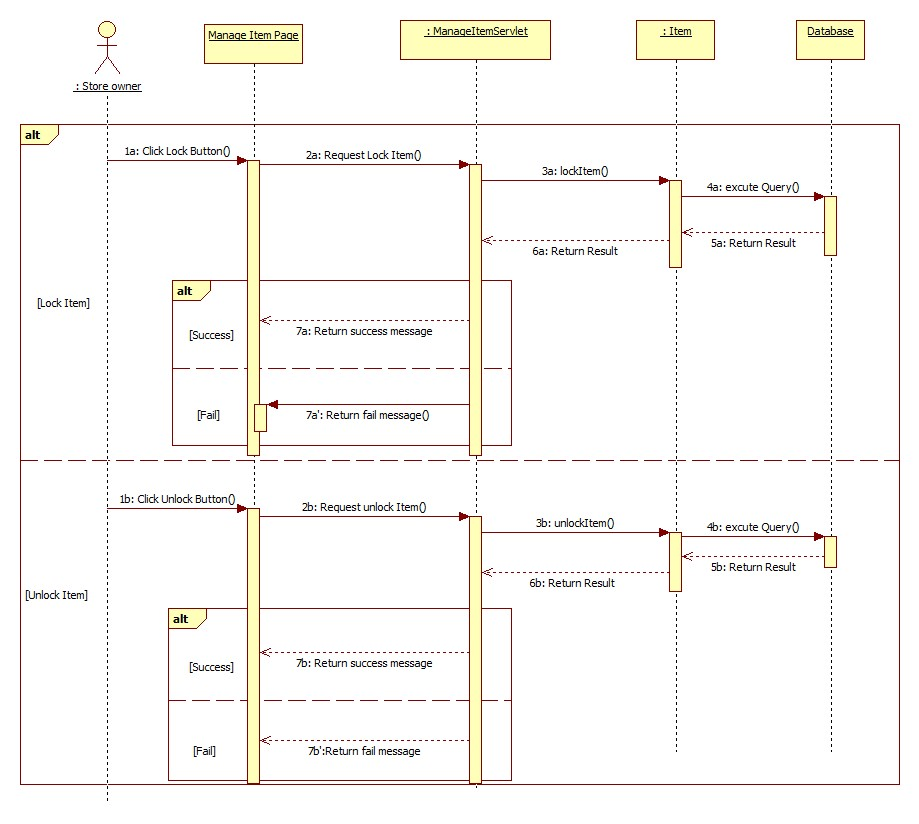 Manage Item Page
: ManageItemServlet
: Item
Database
: Store owner
alt
1a: Click Lock Button()
2a: Request Lock Item()
3a: lockItem()
4a: excute Query()
5a: Return Result
6a: Return Result
[Lock Item]
alt
[Success]
7a: Return success message
[Fail]
7a': Return fail message()
1b: Click Unlock Button()
2b: Request unlock Item()
3b: unlockItem()
4b: excute Query()
5b: Return Result
6b: Return Result
[Unlock Item]
alt
[Success]
7b: Return success message
[Fail]
7b':Return fail message